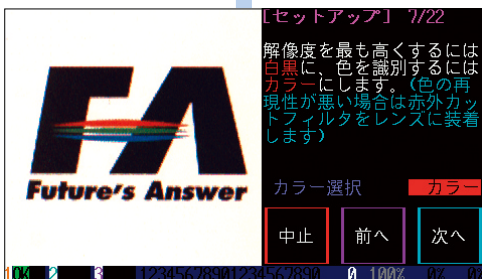 [セットアップ] 7/22
解像度を最も高くするには
白黒に、色を識別するには
カラーにします。(色の再
現性が悪い場合は赤外カッ
トフィルタをレンズに装着
します)
FA
Future's Answer
カラー選択 カラー
中止 前へ 次へ
1OK 2 3 12345678901234567890 0 100% 0% 0%